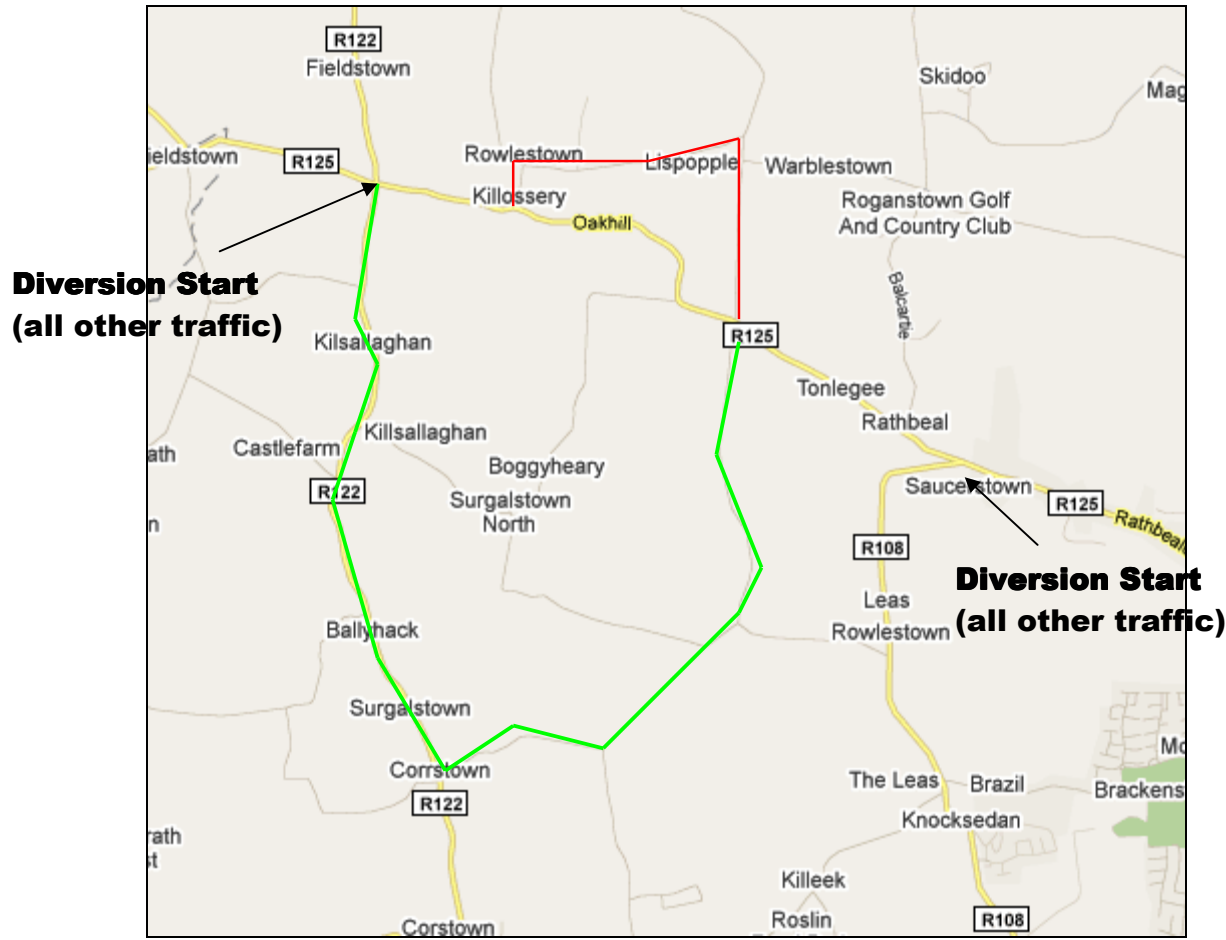 R122
Fieldstown
Skidoo
Mag
ieldstown
R125
Rowlestown
Lispopple
Warblestown
Killossery
Roganstown Golf
And Country Club
Oakhill
Diversion Start
(all other traffic)
Balcartie
Kilsallaghan
R125
Tonlegee
Rathbeal
Castlefarm
Killsallaghan
ath
Boggyheary
R122
Surgalstown
North
Saucerstown
R125
Rathbeal
n
R108
Diversion Start
(all other traffic)
Leas
Rowlestown
Ballyhack
Surgalstown
Mo
Corrstown
R122
The Leas
Brazil
Brackens
Knocksedan
rath
st
Killeek
Roslin
R108
Corstown